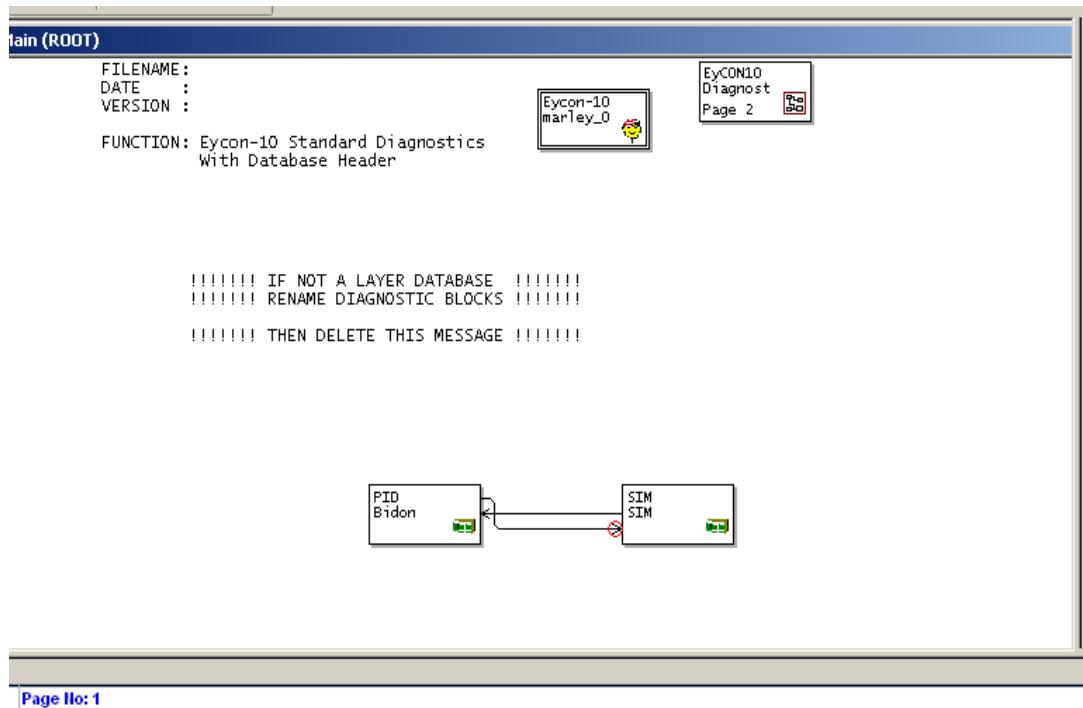 Main (ROOT)
FILENAME:
DATE    :
VERSION :
FUNCTION: Eycon-10 Standard Diagnostics
With Database Header
Eycon-10
marley_0
EyCON10
Diagnost
Page 2
!!!!!!! IF NOT A LAYER DATABASE  !!!!!!!
!!!!!!! RENAME DIAGNOSTIC BLOCKS !!!!!!!
!!!!!!! THEN DELETE THIS MESSAGE !!!!!!!
PID
Bidon
SIM
SIM
Page No: 1